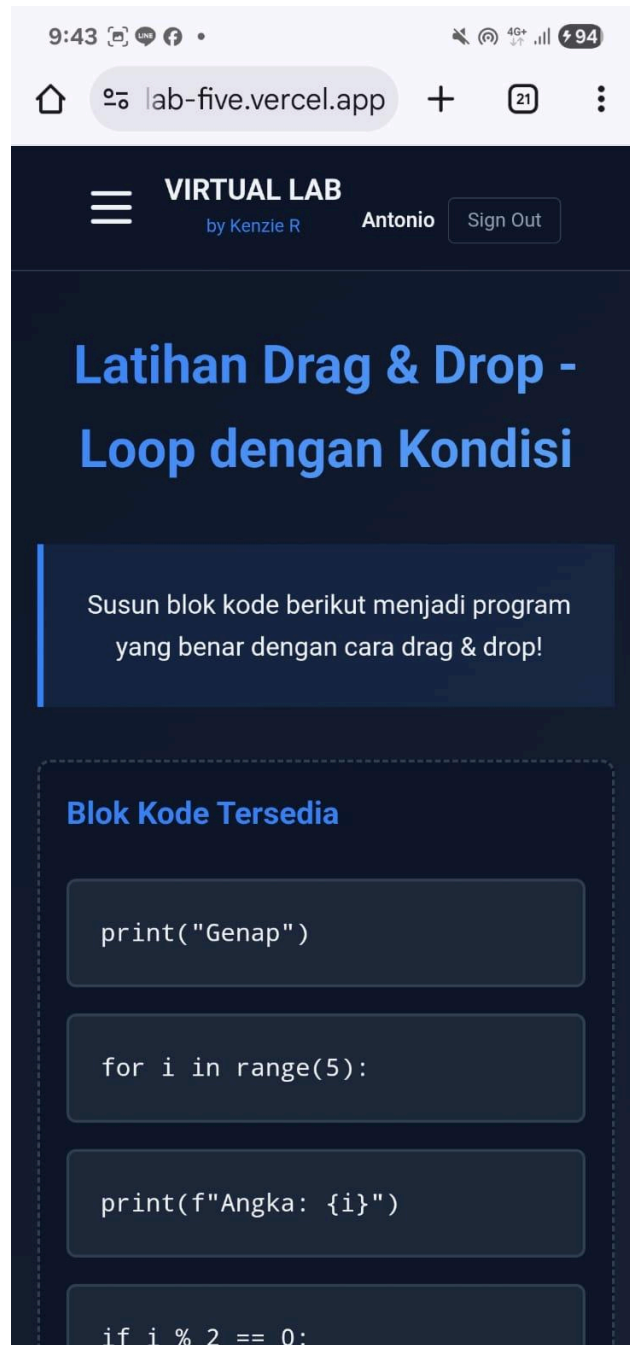 9:43
4G+
94
lab-five.vercel.app
21
VIRTUAL LAB
by Kenzie R
Antonio
Sign Out
Latihan Drag & Drop -
Loop dengan Kondisi
Susun blok kode berikut menjadi program
yang benar dengan cara drag & drop!
Blok Kode Tersedia
print("Genap")
for i in range(5):
print(f"Angka: {i}")
if i % 2 == 0: